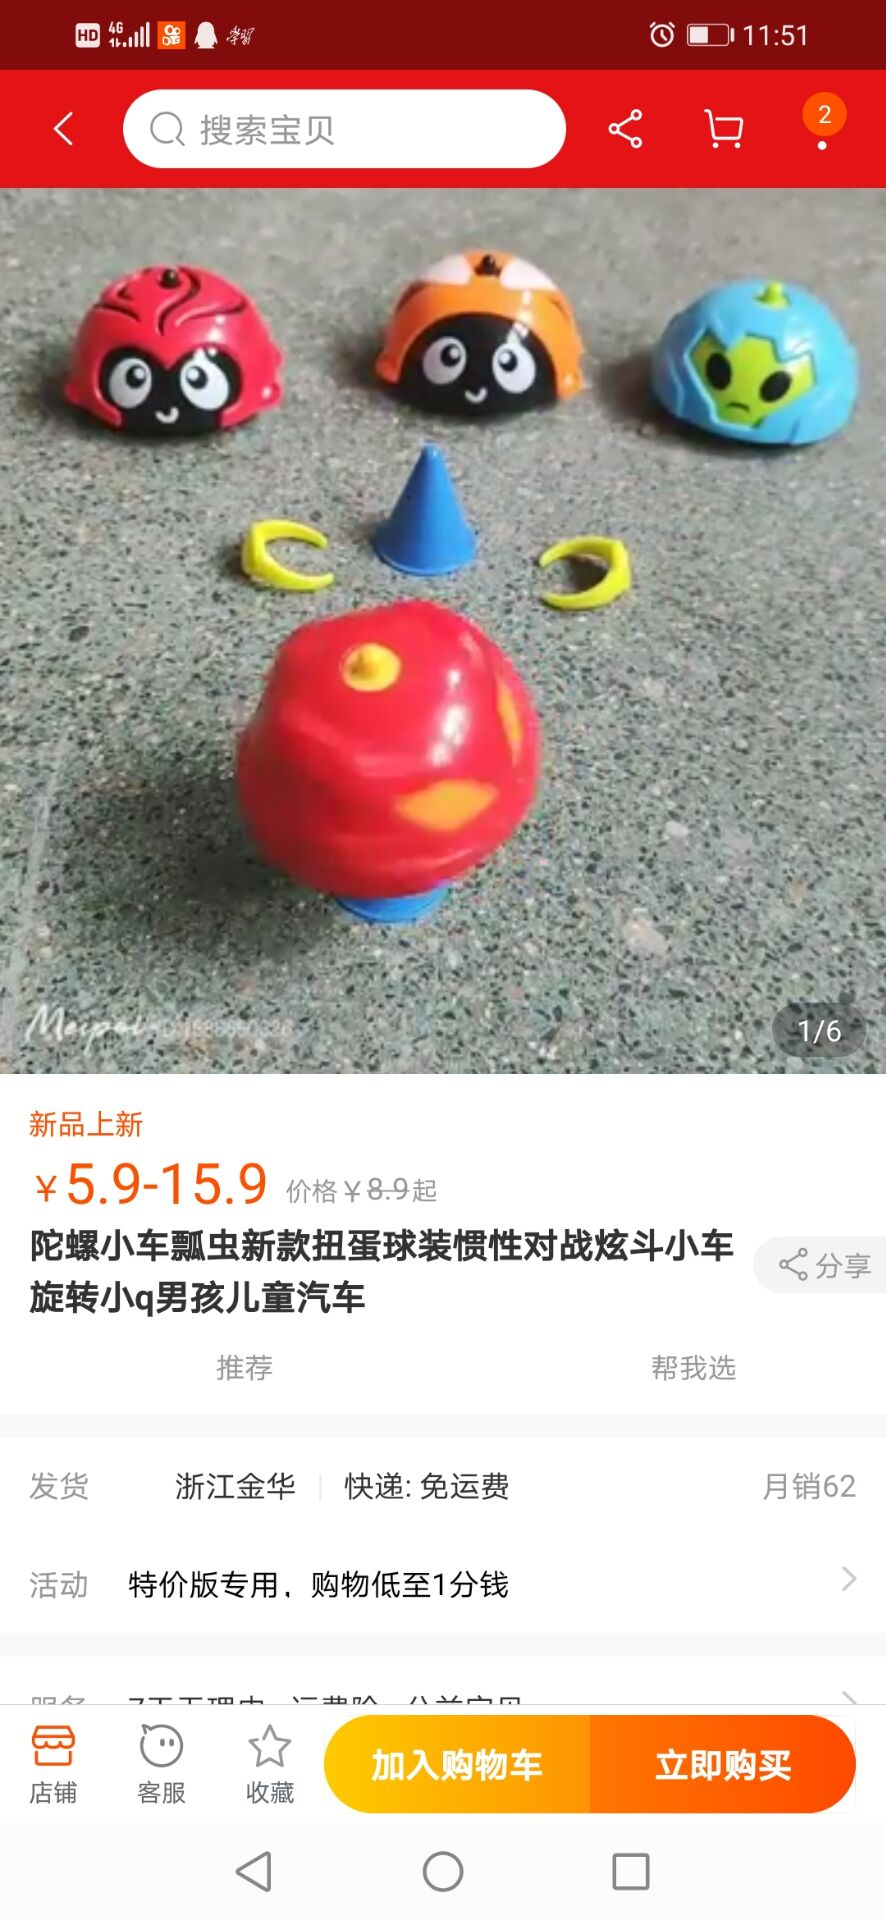 HD 4G 11:51
搜索宝贝
2
Meipai
1/6
新品上新
￥5.9-15.9 价格￥8.9起
陀螺小车瓢虫新款扭蛋球装惯性对战炫斗小车
旋转小q男孩儿童汽车
分享
推荐 帮我选
发货 浙江金华 快递: 免运费 月销62
活动 特价版专用，购物低至1分钱
店铺 客服 收藏 加入购物车 立即购买